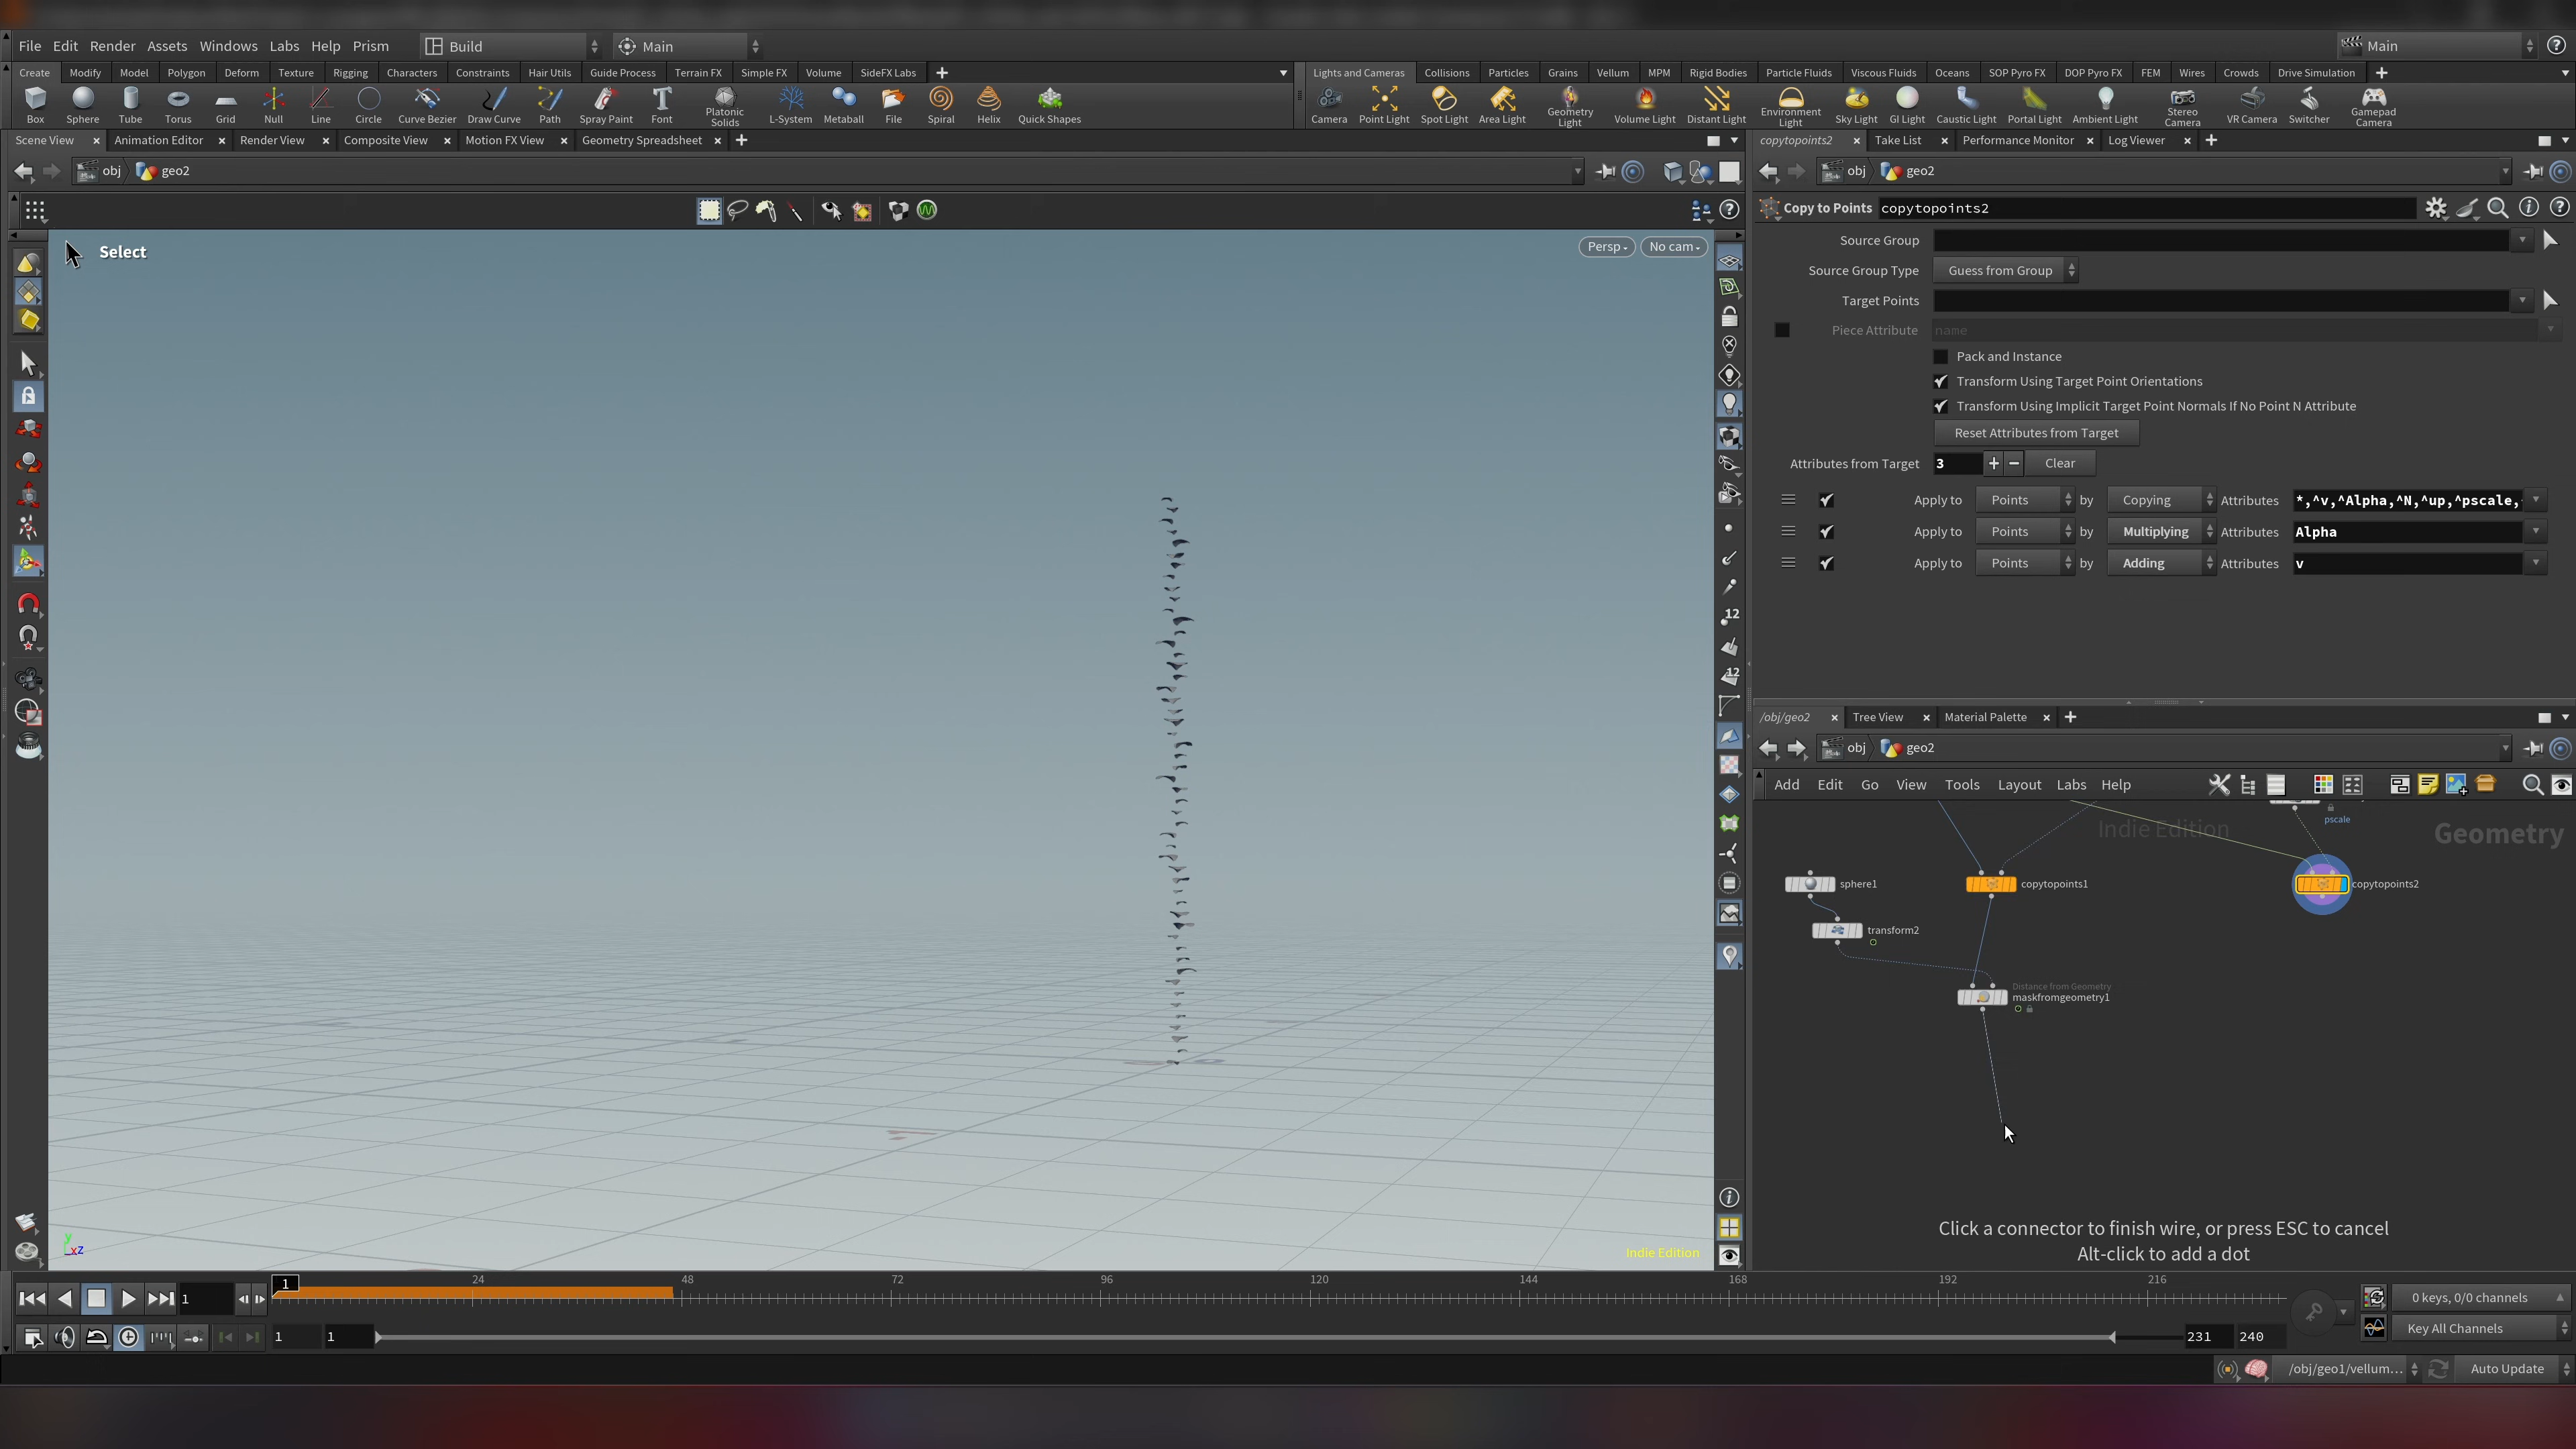 File Edit Render Assets Windows Labs Help Prism Build Main Main
Create Modify Model Polygon Deform Texture Rigging Characters Constraints Hair Utils Guide Process Terrain FX Simple FX Volume SideFX Labs
Lights and Cameras Collisions Particles Grains Vellum MPM Rigid Bodies Particle Fluids Viscous Fluids Oceans SOP Pyro FX DOP Pyro FX FEM Wires Crowds Drive Simulation
Box Sphere Tube Torus Grid Null Line Circle Curve Bezier Draw Curve Path Spray Paint Font Platonic Solids L-System Metaball File Spiral Helix Quick Shapes
Camera Point Light Spot Light Area Light Geometry Light Volume Light Distant Light Environment Light Sky Light GI Light Caustic Light Portal Light Ambient Light Stereo Camera VR Camera Switcher Gamepad Camera
Scene View Animation Editor Render View Composite View Motion FX View Geometry Spreadsheet
copytopoints2 Take List Performance Monitor Log Viewer
obj geo2
obj geo2
Copy to Points copytopoints2
Select
Persp No cam
Source Group
Source Group Type Guess from Group
Target Points
Piece Attribute name
Pack and Instance
Transform Using Target Point Orientations
Transform Using Implicit Target Point Normals If No Point N Attribute
Reset Attributes from Target
Attributes from Target 3 Clear
Apply to Points by Copying Attributes *,^v,^Alpha,^N,^up,^pscale,
Apply to Points by Multiplying Attributes Alpha
Apply to Points by Adding Attributes v
12
12
/obj/geo2 Tree View Material Palette
obj geo2
Add Edit Go View Tools Layout Labs Help
Indie Edition
Geometry
pscale
sphere1
copytopoints1
copytopoints2
transform2
Distance from Geometry
maskfromgeometry1
Click a connector to finish wire, or press ESC to cancel
Alt-click to add a dot
y
x z
Indie Edition
1 24 48 72 96 120 144 168 192 216
1
0 keys, 0/0 channels
1 1 231 240
Key All Channels
/obj/geo1/vellum... Auto Update